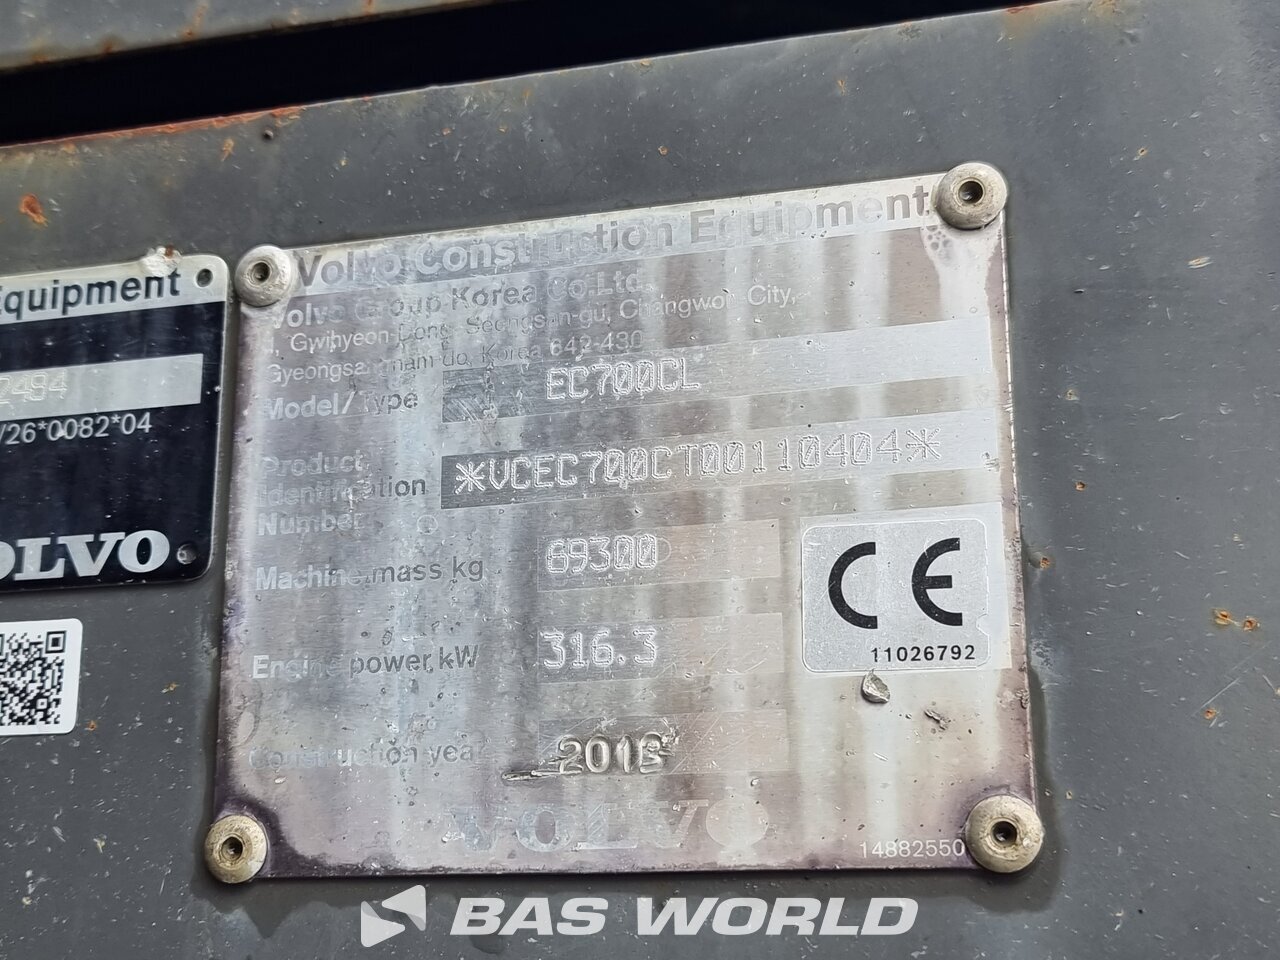 Equipment
2484
/26*0082*04
OLVO
Volvo Construction Equipment
Volvo Group Korea Co.Ltd.
Gwihyeon-Dong, Seongsan-gu, Changwon-City,
Gyeongsangnam-do, Korea 642-430
Model/Type EC700CL
Product
Identification *VCEC700CT00110404*
Number
Machine mass kg 69300
CE
Engine power, kW 316.3
11026792
Construction year
VOLVO
14882550
BAS WORLD